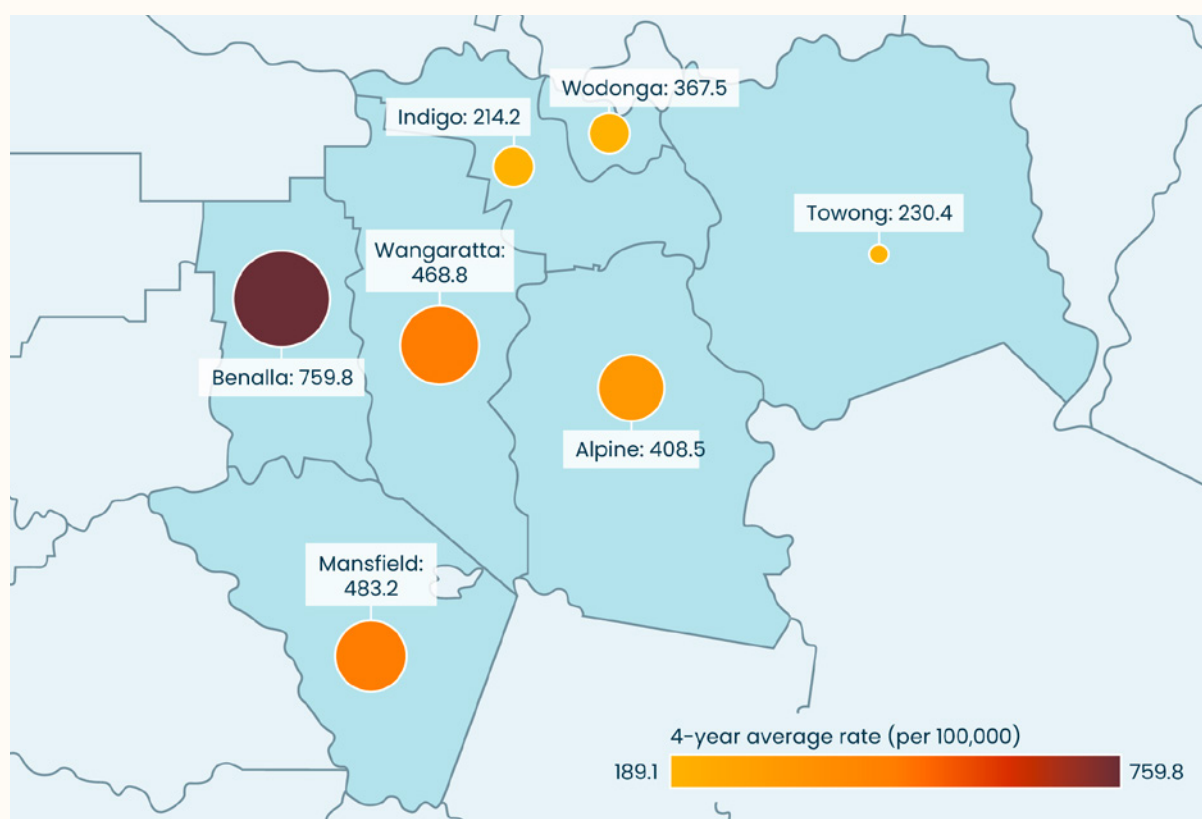 Wodonga: 367.5
Indigo: 214.2
Towong: 230.4
Wangaratta:
468.8
Benalla: 759.8
Alpine: 408.5
Mansfield:
483.2
4-year average rate (per 100,000)
189.1
759.8